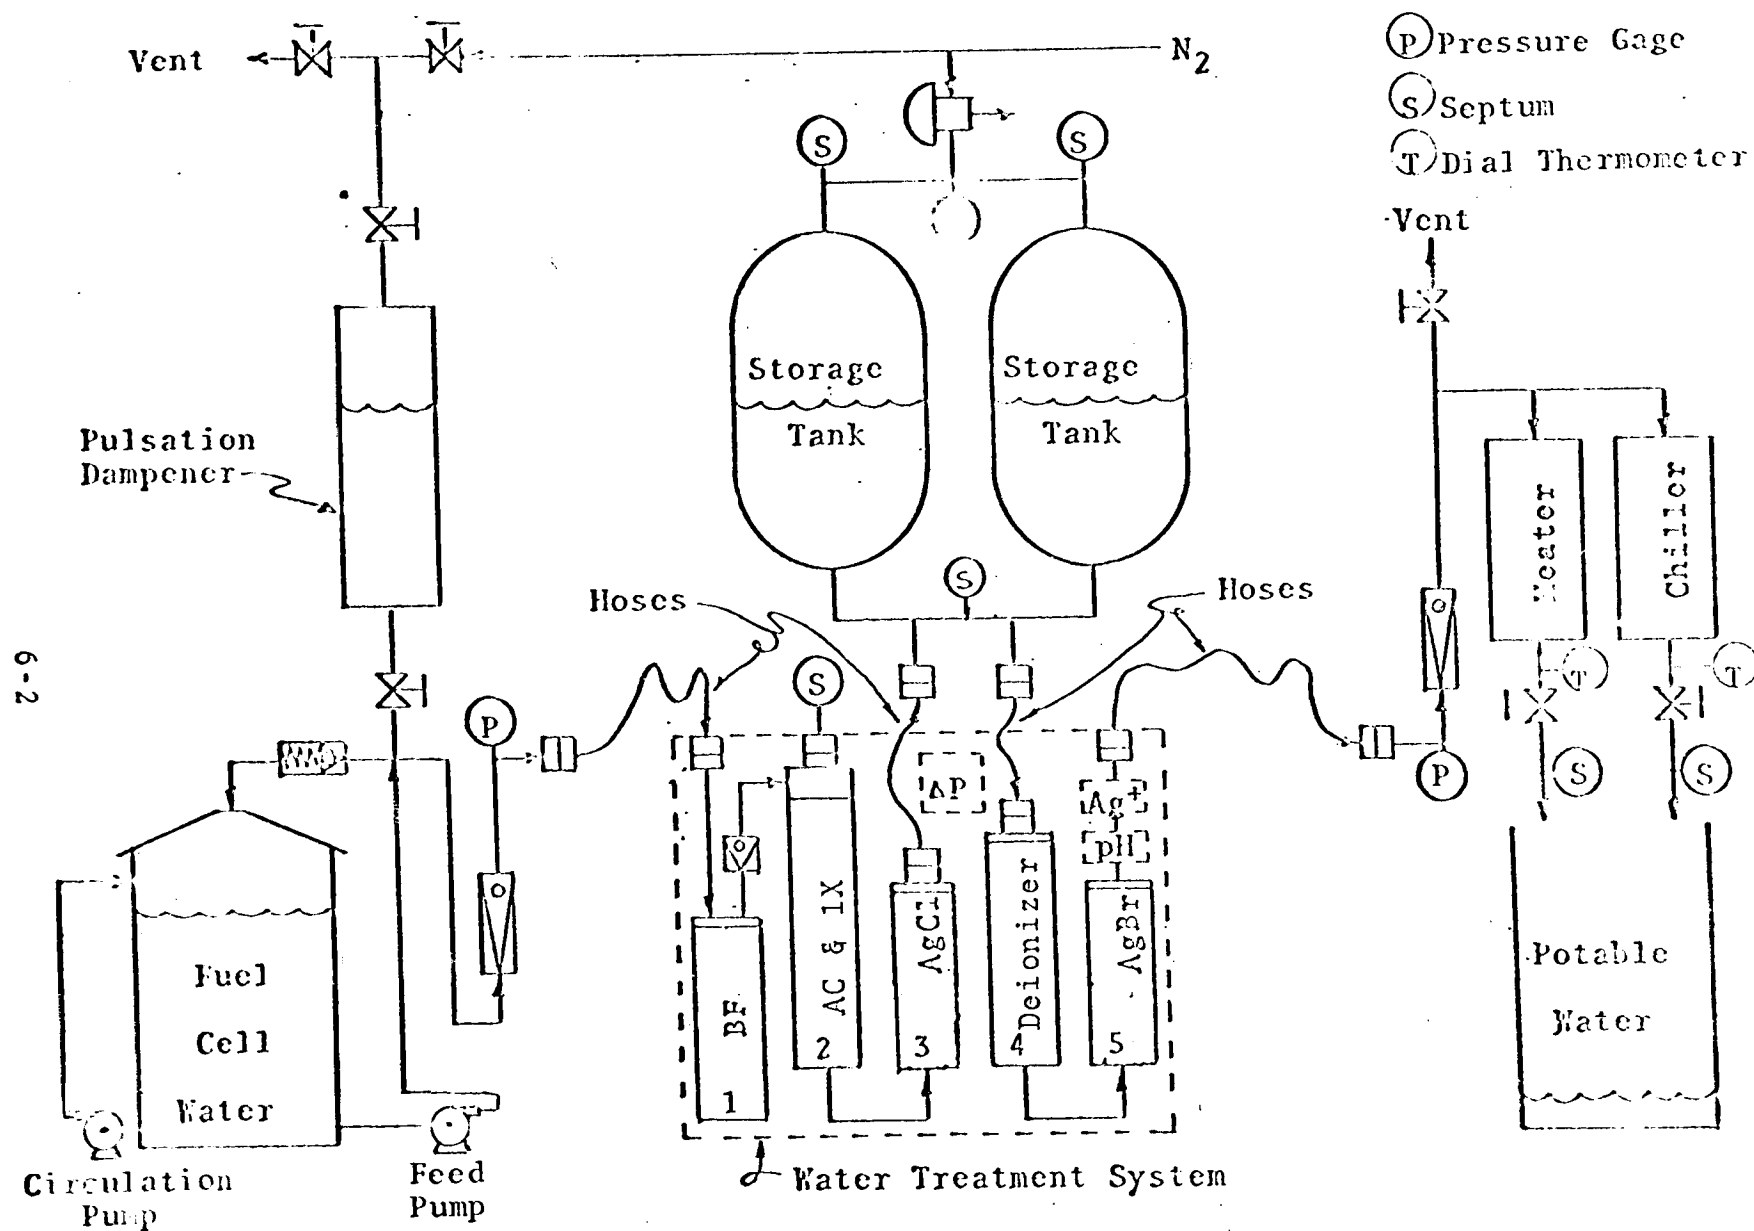 Vent
N2
P Pressure Gage
S Septum
T Dial Thermometer
S
S
Vent
Storage
Tank
Storage
Tank
Pulsation
Dampener
Heater
Chiller
Hoses
S
Hoses
6-2
P
S
T
T
ΔP
Ag+
pH
P
S
S
Fuel
Cell
Water
BF
1
AC & IX
2
AgCl
3
Deionizer
4
AgBr
5
Potable
Water
Circulation
Pump
Feed
Pump
Water Treatment System